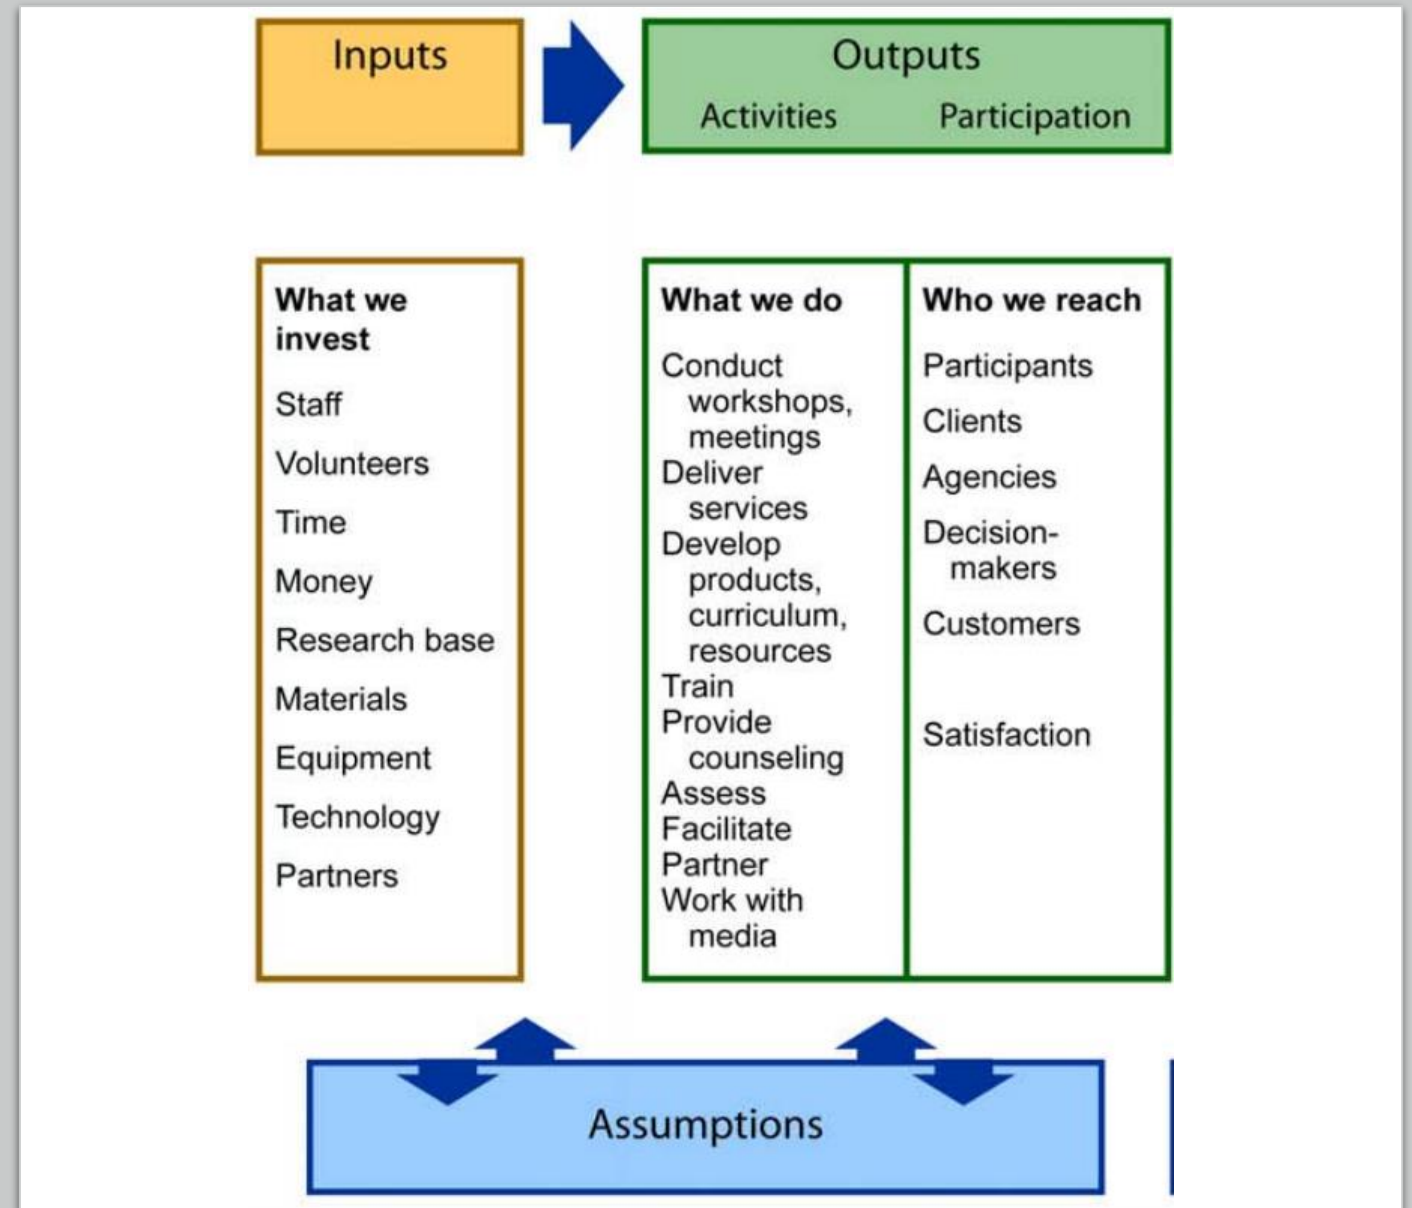 Inputs
Outputs
Activities
Participation
What we
invest
Staff
Volunteers
Time
Money
Research base
Materials
Equipment
Technology
Partners
What we do
Conduct
workshops,
meetings
Deliver
services
Develop
products,
curriculum,
resources
Train
Provide
counseling
Assess
Facilitate
Partner
Work with
media
Who we reach
Participants
Clients
Agencies
Decision-
makers
Customers
Satisfaction
Assumptions